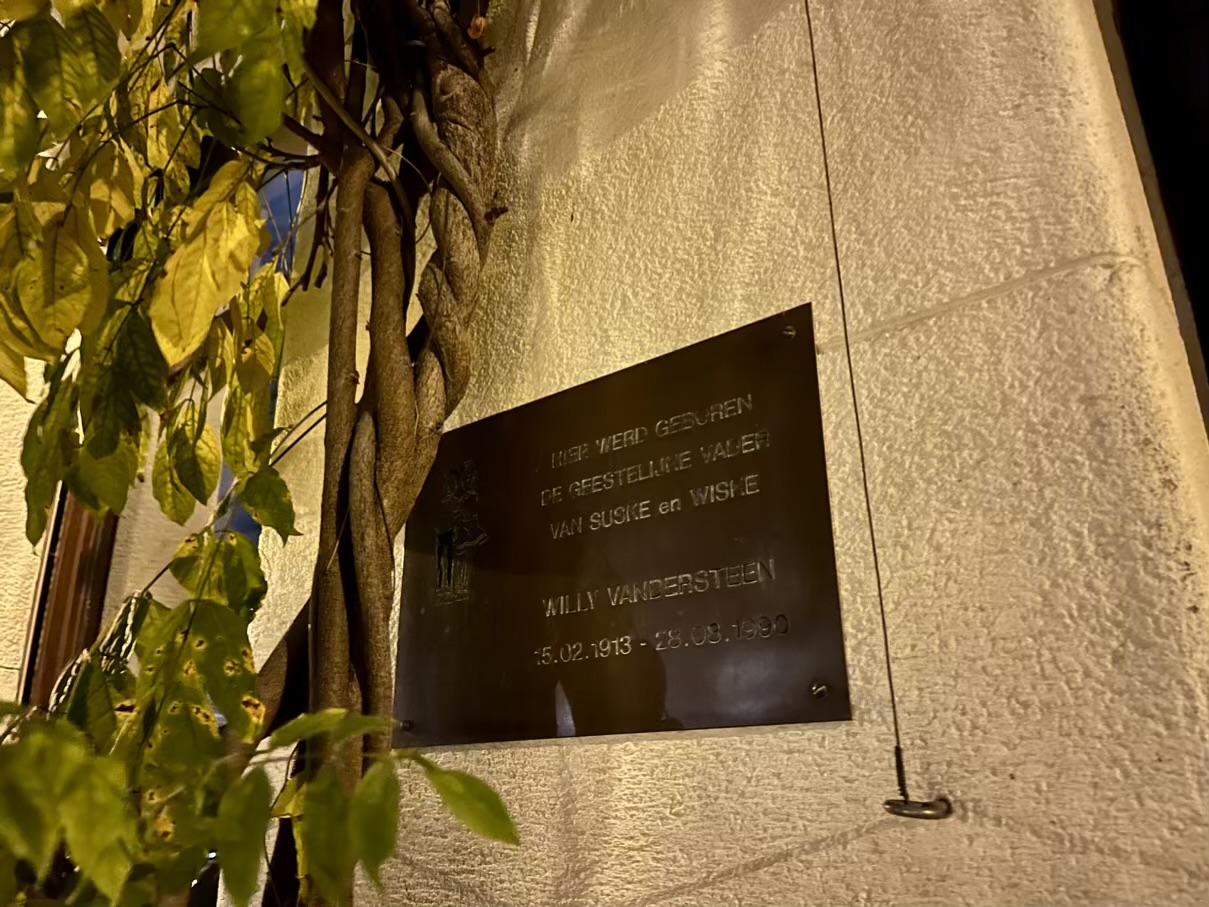 HIER WERD GEBOREN
DE GEESTELIJKE VADER
VAN SUSKE en WISKE
WILLY VANDERSTEEN
15.02.1913 - 28.08.1990